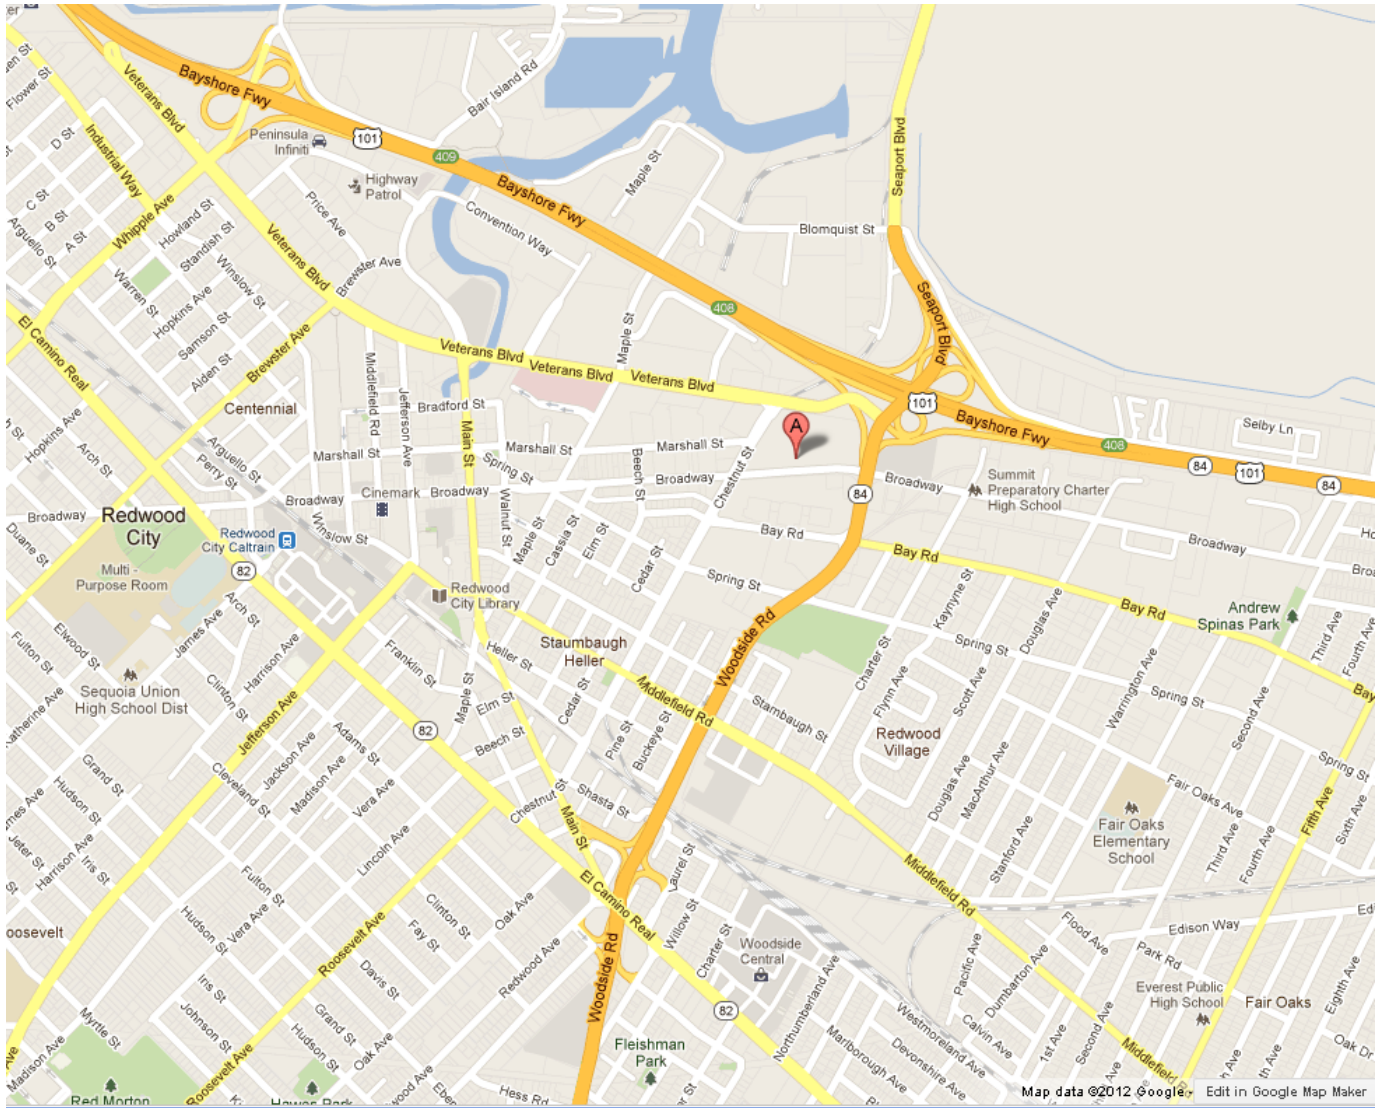 er
Veterans Blvd
Bayshore Fwy
Bair Island Rd
Flower St
Industrial Way
D St
C St
B St
A St
Arguello St
Whipple Ave
Peninsula
Infiniti
101
409
Highway
Patrol
Price Ave
Convention Way
Bayshore Fwy
Maple St
Seaport Blvd
Blomquist St
Howland St
Standish St
Winslow St
Warren St
Hopkins Ave
Samson St
Alden St
Veterans Blvd
Brewster Ave
Brewster Ave
El Camino Real
408
Seaport Blvd
Maple St
Veterans Blvd
Veterans Blvd
Veterans Blvd
Middlefield Rd
Jefferson Ave
Bradford St
Centennial
Hopkins Ave
Arch St
Arguello St
Perry St
Marshall St
Main St
Marshall St
Spring St
Marshall St
Beech St
Broadway
Chestnut St
A
101
Bayshore Fwy
408
Selby Ln
84
101
84
Broadway
Cinemark
Broadway
Walnut St
Broadway
Redwood
City
Duane St
Winslow St
Redwood
City Caltrain
82
Multi -
Purpose Room
Maple St
Cassia St
Elm St
Cedar St
Bay Rd
84
Broadway
Summit
Preparatory Charter
High School
Broadway
Bay Rd
Bay Rd
Spring St
Redwood
City Library
Staumbaugh
Heller
Woodside Rd
Kaynyne St
Douglas Ave
Andrew
Spinas Park
Third Ave
Fourth Ave
Bay
Arch St
James Ave
Harrison Ave
Clinton St
Elwood St
Fulton St
Katherine Ave
Sequoia Union
High School Dist
Franklin St
Maple St
Heller St
Elm St
Beech St
Cedar St
Pine St
Buckeye St
Middlefield Rd
Stambaugh St
Charter St
Flynn Ave
Scott Ave
Redwood
Village
Spring St
Warrington Ave
Second Ave
Spring St
Spring St
Jefferson Ave
82
Adams St
Jackson Ave
Madison Ave
Vera Ave
Cleveland St
Grand St
Hudson St
Chestnut St
Shasta St
Main St
Douglas Ave
MacArthur Ave
Stanford Ave
Fair Oaks Ave
Fair Oaks
Elementary
School
Fifth Ave
Sixth Ave
Third Ave
Fourth Ave
Jeter St
Harrison Ave
Iris St
Lincoln Ave
Fulton St
Vera Ave
Hudson St
Roosevelt Ave
Clinton St
Fay St
Oak Ave
Redwood Ave
Davis St
El Camino Real
Laurel St
Willow St
Charter St
Woodside
Central
Middlefield Rd
Flood Ave
Edison Way
Park Rd
Pacific Ave
Dumbarton Ave
Everest Public
High School
Fair Oaks
Eighth Ave
Oak Dr
oosevelt
Iris St
Johnson St
Myrtle St
Madison Ave
Red Morton
Roosevelt Ave
Grand St
Hudson St
Oak Ave
Woodside Rd
Fleishman
Park
Hess Rd
82
Northumberland Ave
Marlborough Ave
Westmoreland Ave
Devonshire Ave
Calvin Ave
1st Ave
Second Ave
Middlefield Rd
Map data ©2012 Google - Edit in Google Map Maker